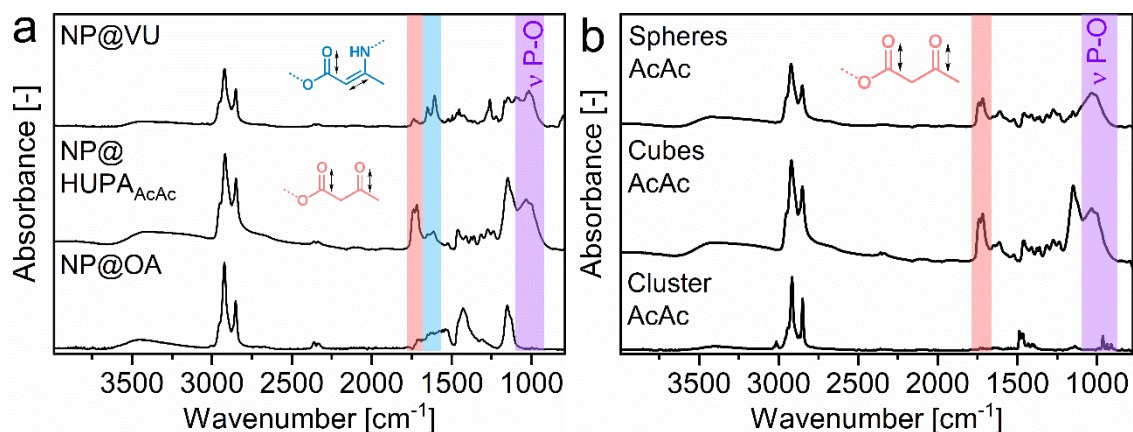 a
NP@VU
O
HN
O
ν P-O
NP@
HUPA_AcAc
O
O
O
NP@OA
Absorbance [-]
3500 3000 2500 2000 1500 1000
Wavenumber [cm⁻¹]
b
Spheres
AcAc
O
O
O
ν P-O
Cubes
AcAc
Cluster
AcAc
Absorbance [-]
3500 3000 2500 2000 1500 1000
Wavenumber [cm⁻¹]